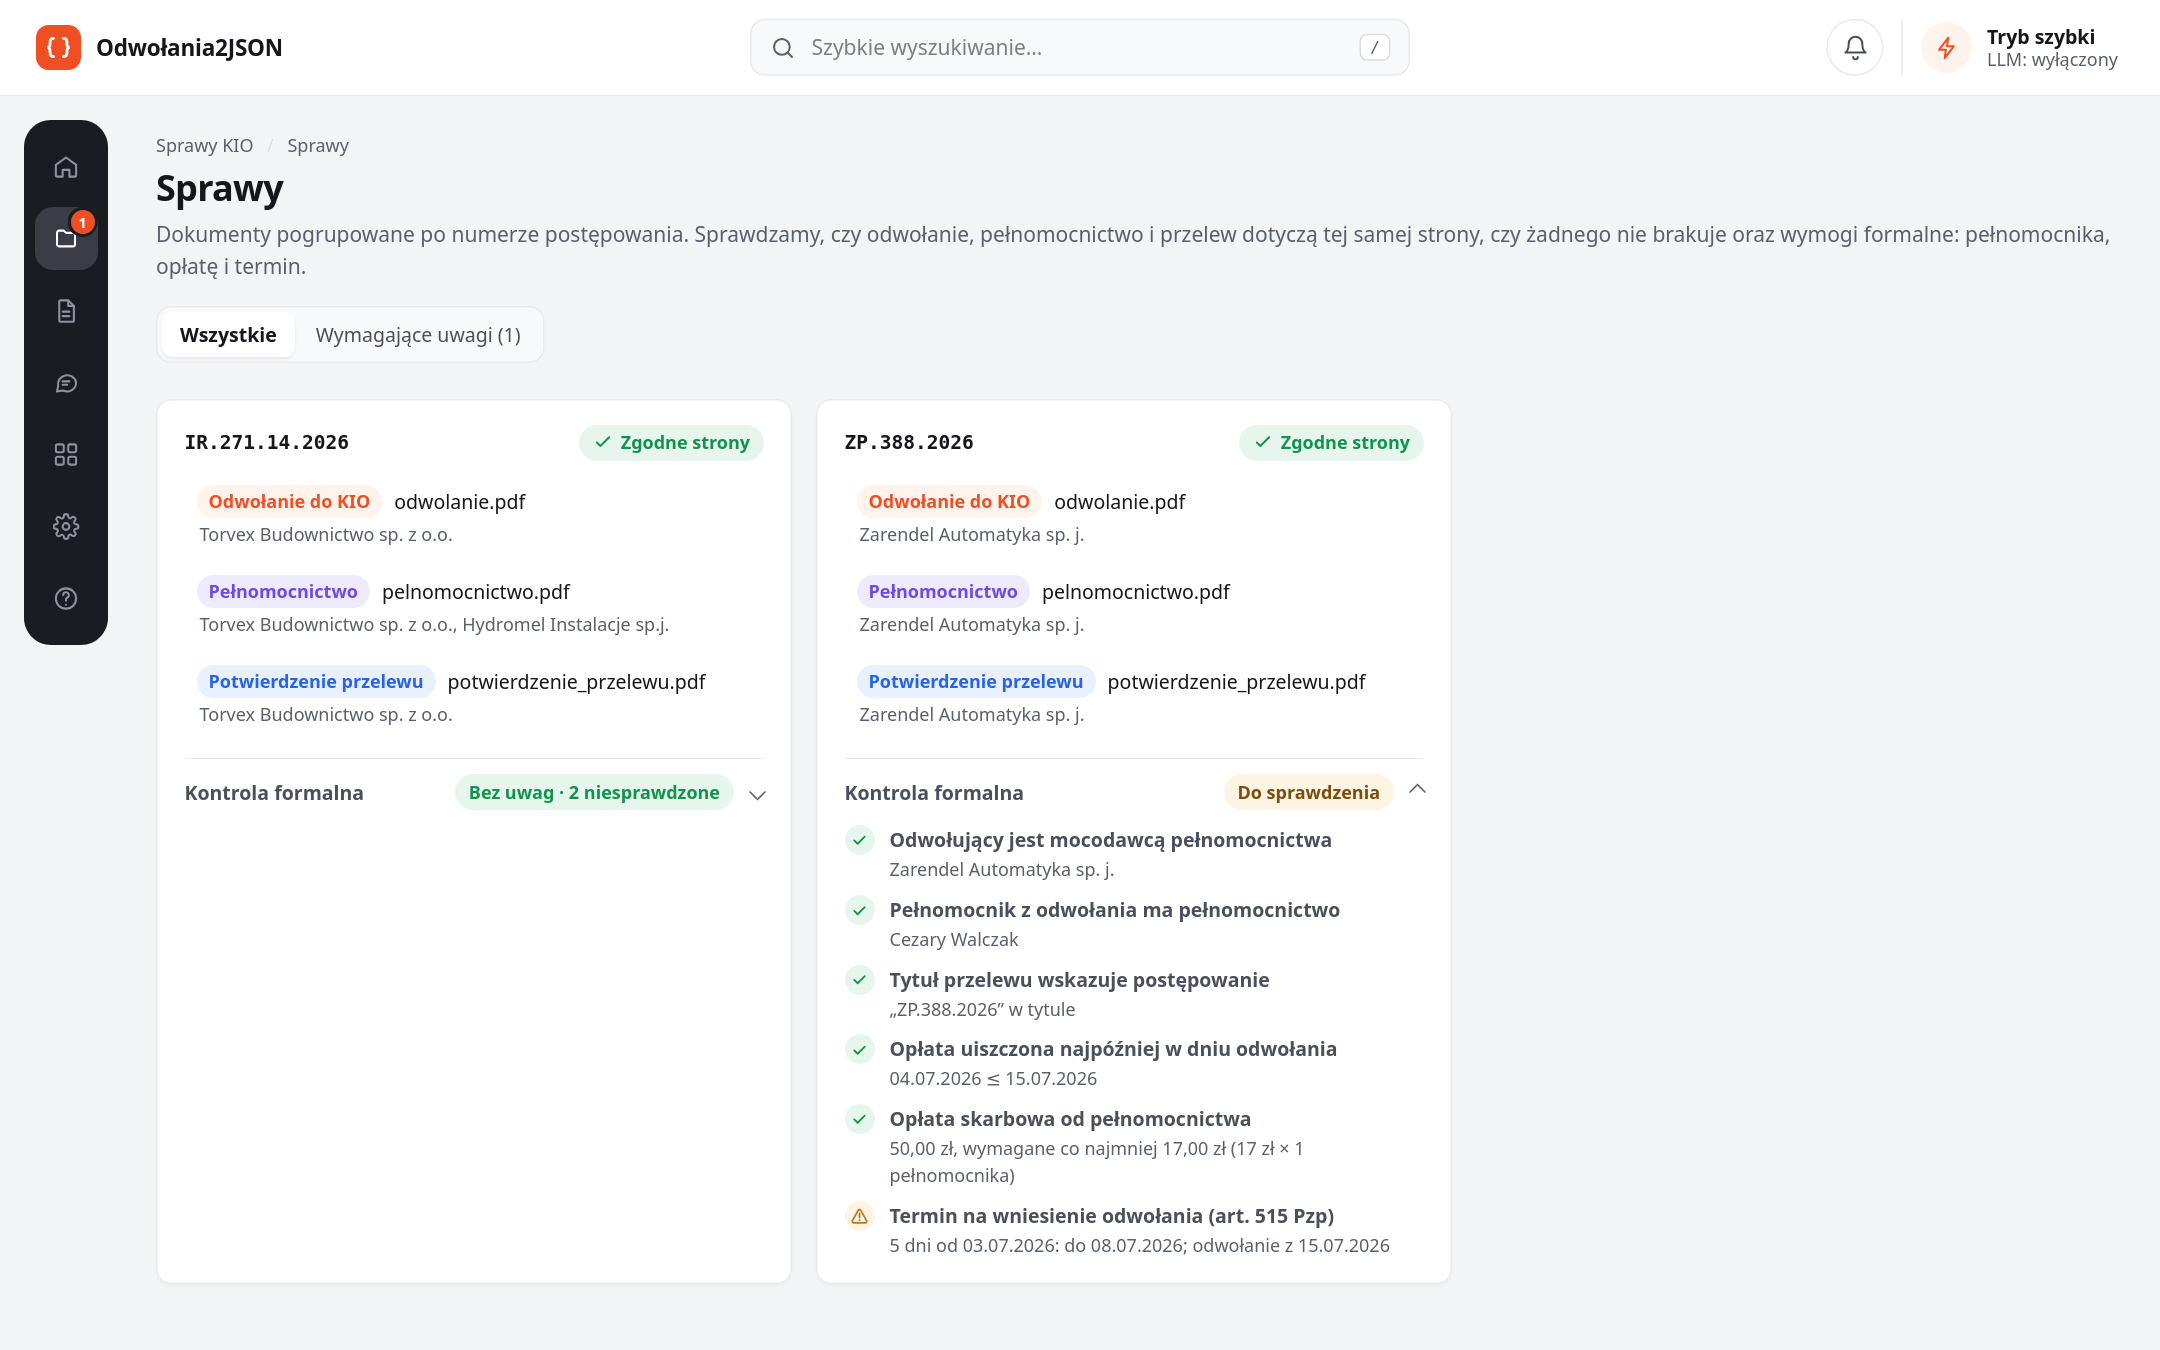 Odwołania2JSON
Szybkie wyszukiwanie...
/
Tryb szybki
LLM: wyłączony
1
Sprawy KIO / Sprawy
Sprawy
Dokumenty pogrupowane po numerze postępowania. Sprawdzamy, czy odwołanie, pełnomocnictwo i przelew dotyczą tej samej strony, czy żadnego nie brakuje oraz wymogi formalne: pełnomocnika,
opłatę i termin.
Wszystkie
Wymagające uwagi (1)
IR.271.14.2026
Zgodne strony
Odwołanie do KIO odwolanie.pdf
Torvex Budownictwo sp. z o.o.
Pełnomocnictwo pelnomocnictwo.pdf
Torvex Budownictwo sp. z o.o., Hydromel Instalacje sp.j.
Potwierdzenie przelewu potwierdzenie_przelewu.pdf
Torvex Budownictwo sp. z o.o.
Kontrola formalna
Bez uwag · 2 niesprawdzone
ZP.388.2026
Zgodne strony
Odwołanie do KIO odwolanie.pdf
Zarendel Automatyka sp. j.
Pełnomocnictwo pelnomocnictwo.pdf
Zarendel Automatyka sp. j.
Potwierdzenie przelewu potwierdzenie_przelewu.pdf
Zarendel Automatyka sp. j.
Kontrola formalna
Do sprawdzenia
Odwołujący jest mocodawcą pełnomocnictwa
Zarendel Automatyka sp. j.
Pełnomocnik z odwołania ma pełnomocnictwo
Cezary Walczak
Tytuł przelewu wskazuje postępowanie
„ZP.388.2026” w tytule
Opłata uiszczona najpóźniej w dniu odwołania
04.07.2026 ≤ 15.07.2026
Opłata skarbowa od pełnomocnictwa
50,00 zł, wymagane co najmniej 17,00 zł (17 zł × 1
pełnomocnika)
Termin na wniesienie odwołania (art. 515 Pzp)
5 dni od 03.07.2026: do 08.07.2026; odwołanie z 15.07.2026